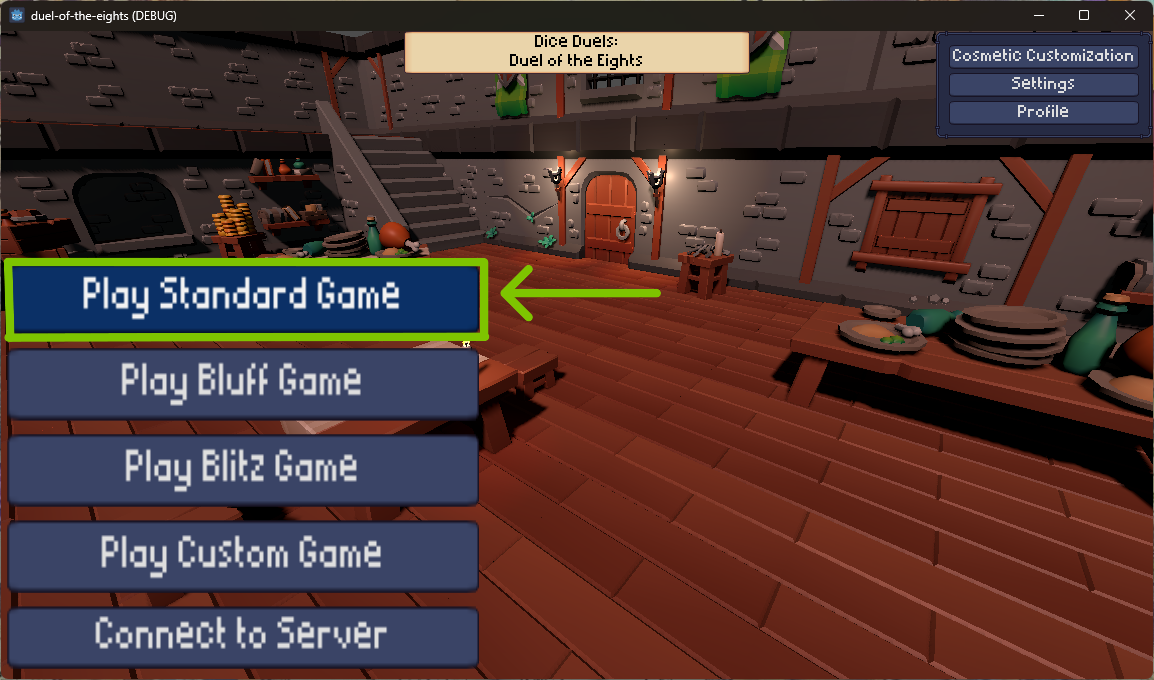 duel-of-the-eights (DEBUG)
Dice Duels:
Duel of the Eights
Cosmetic Customization
Settings
Profile
Play Standard Game
Play Bluff Game
Play Blitz Game
Play Custom Game
Connect to Server